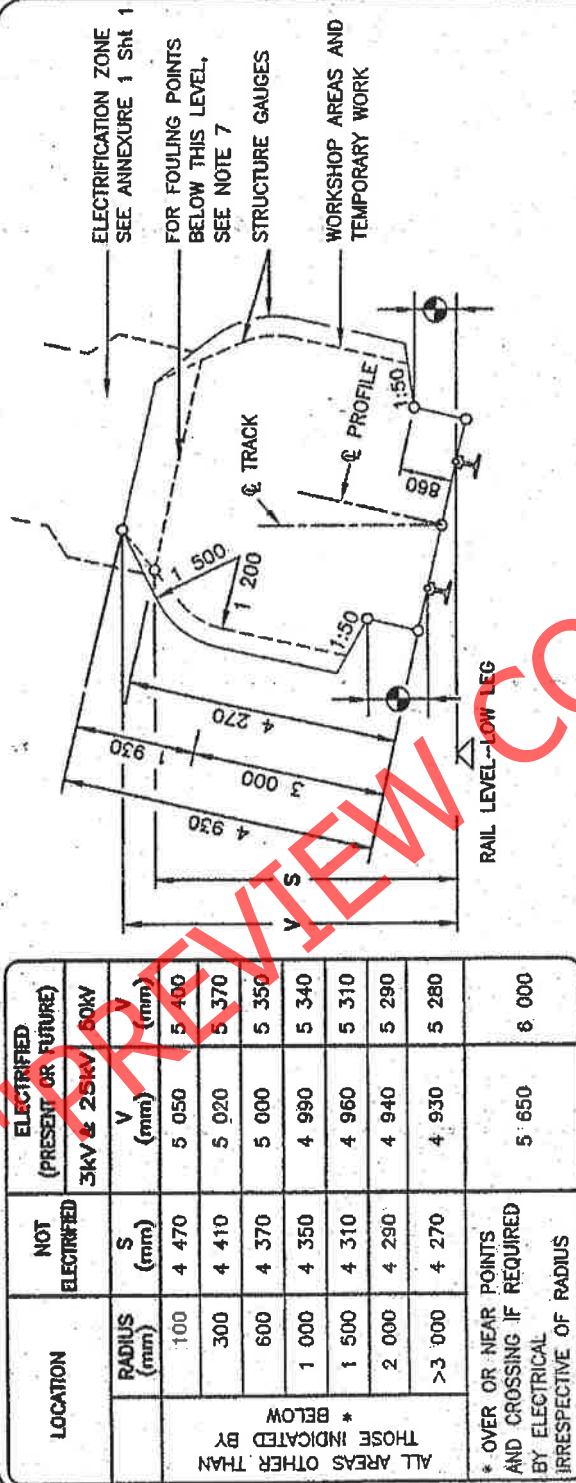 LOCATION
NOT ELECTRIFIED
ELECTRIFIED
(PRESENT OR FUTURE)
3kV & 25kV
50kV
RADIUS (mm)
S (mm)
V (mm)
V (mm)
ALL AREAS OTHER THAN
THOSE INDICATED BY
* BELOW
100 4 470 5 050 5 400
300 4 410 5 020 5 370
600 4 370 5 000 5 350
1 000 4 350 4 990 5 340
1 500 4 310 4 960 5 310
2 000 4 290 4 940 5 290
>3 000 4 270 4 930 5 280
* OVER OR NEAR POINTS
AND CROSSING IF REQUIRED
BY ELECTRICAL
IRRESPECTIVE OF RADIUS
5 650 6 000
V
S
4 930
1 930
3 000
4 270
1 500
1 200
1:50
1:50
860
℄ TRACK
℄ PROFILE
RAIL LEVEL--LOW LEG
ELECTRIFICATION ZONE
SEE ANNEXURE 1 Sht 1
FOR FOULING POINTS
BELOW THIS LEVEL,
SEE NOTE 7
STRUCTURE GAUGES
WORKSHOP AREAS AND
TEMPORARY WORK
PREVIEW CO